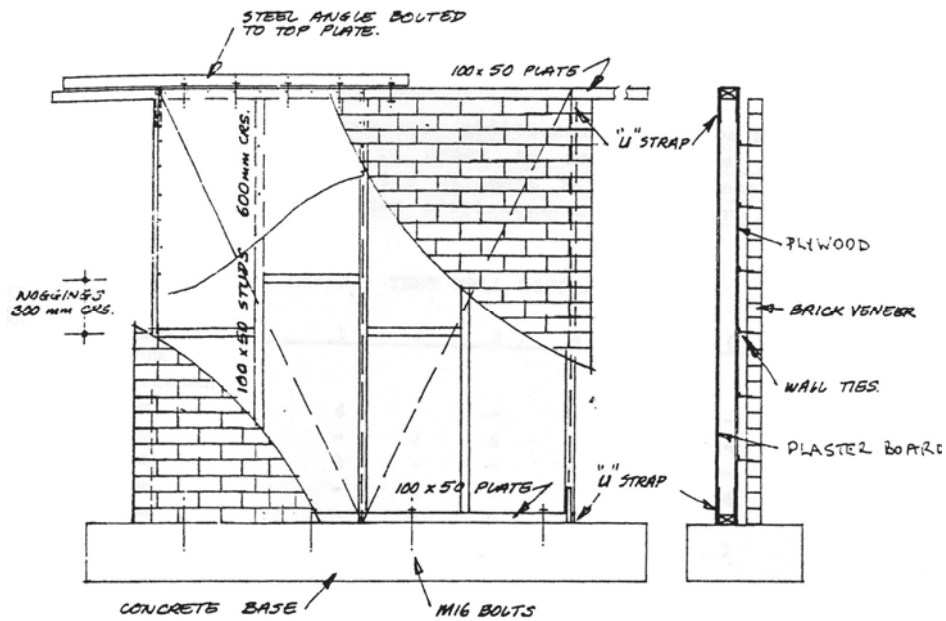 STEEL ANGLE BOLTED
TO TOP PLATE.
100 x 50 PLATE
"U" STRAP
100 x 50 STUDS 600mm CRS.
PLYWOOD
NOGGINGS
300 mm CRS.
BRICK VENEER
WALL TIES.
PLASTER BOARD
100 x 50 PLATE
"U" STRAP
CONCRETE BASE
M16 BOLTS